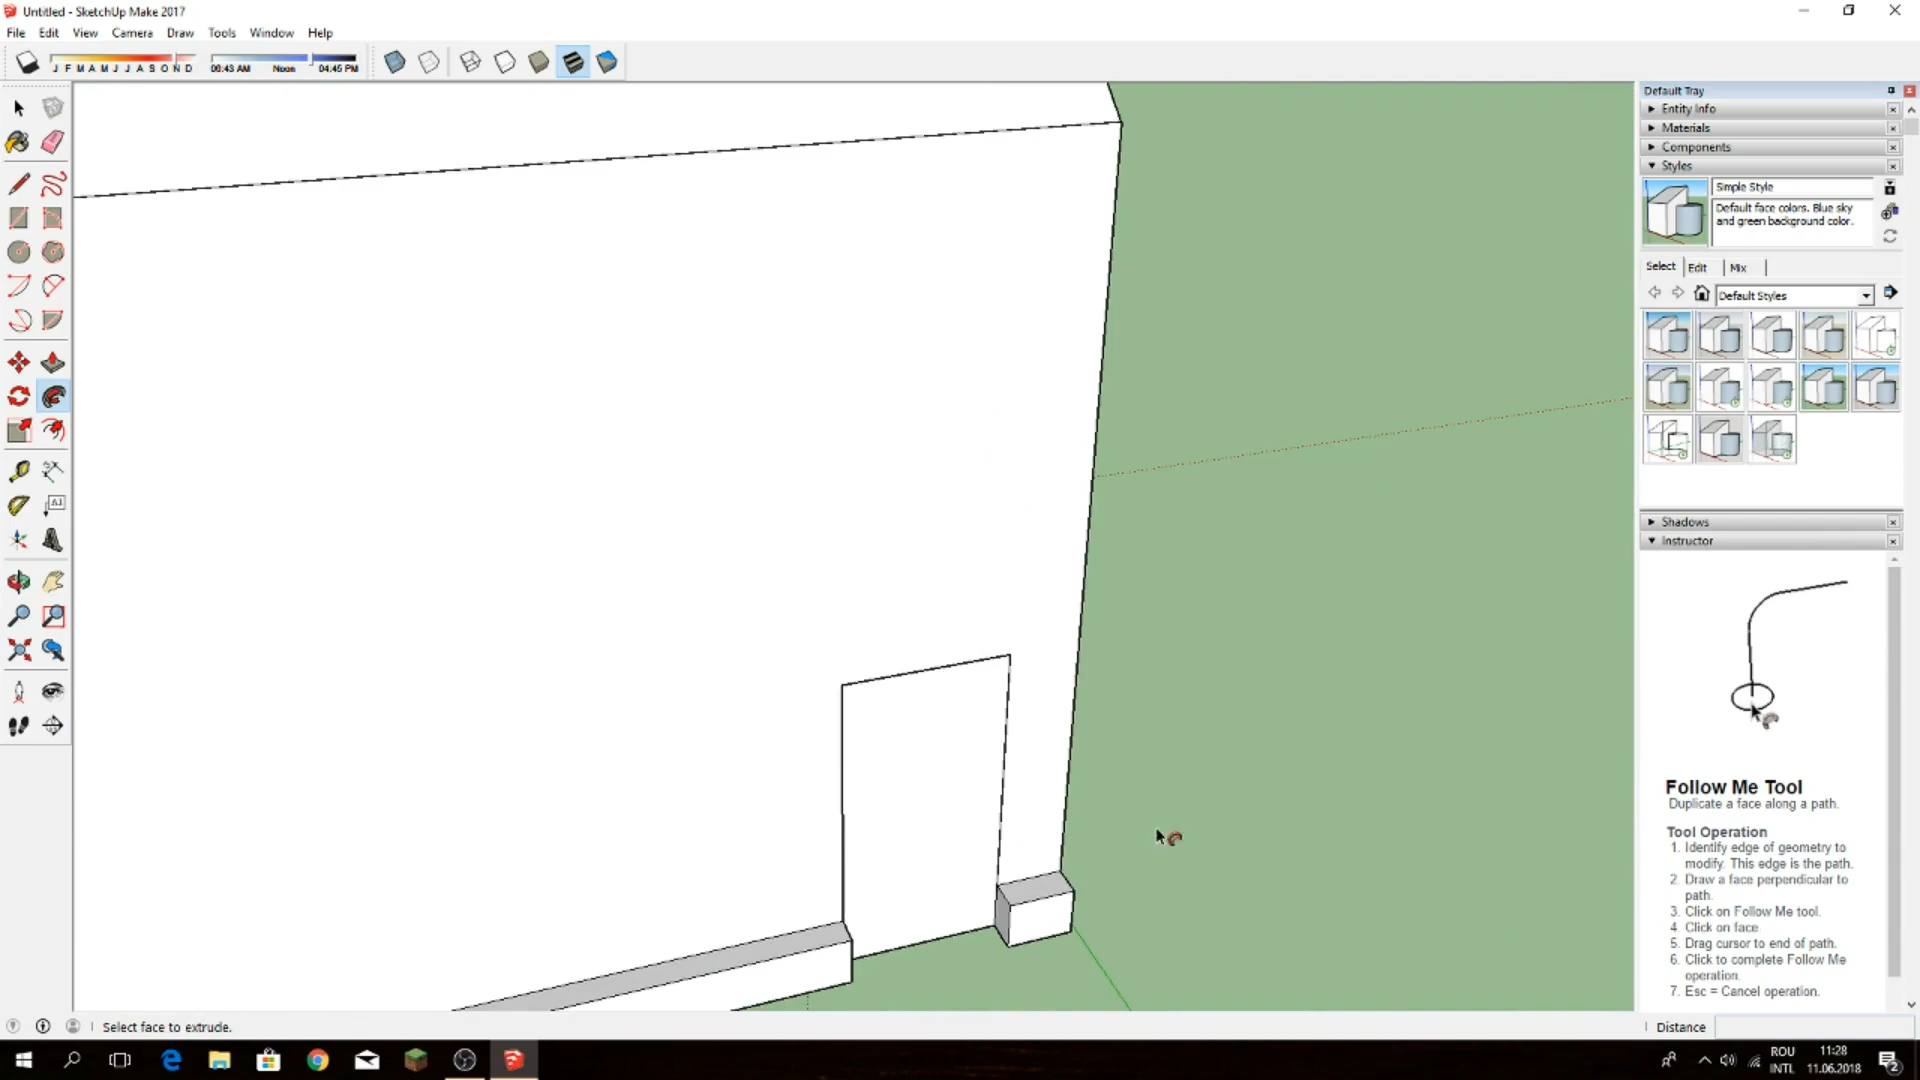 Untitled - SketchUp Make 2017
File Edit View Camera Draw Tools Window Help
J F M A M J J A S O N D 06:43 AM Noon 04:45 PM
Default Tray
Entity Info
Materials
Components
Styles
Simple Style
Default face colors. Blue sky
and green background color.
Select Edit Mix
Default Styles
A1
Shadows
Instructor
Follow Me Tool
Duplicate a face along a path.
Tool Operation
1. Identify edge of geometry to
modify. This edge is the path.
2. Draw a face perpendicular to
path.
3. Click on Follow Me tool.
4. Click on face
5. Drag cursor to end of path.
6. Click to complete Follow Me
operation.
7. Esc = Cancel operation.
Select face to extrude.
Distance
ROU 11:28
INTL 11.06.2018
2